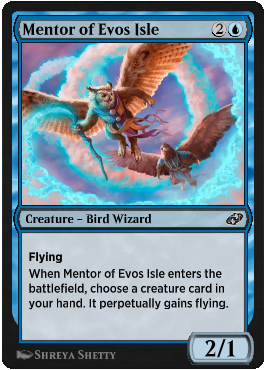 Mentor of Evos Isle 2
Creature – Bird Wizard
Flying
When Mentor of Evos Isle enters the
battlefield, choose a creature card in
your hand. It perpetually gains flying.
Shreya Shetty
2/1